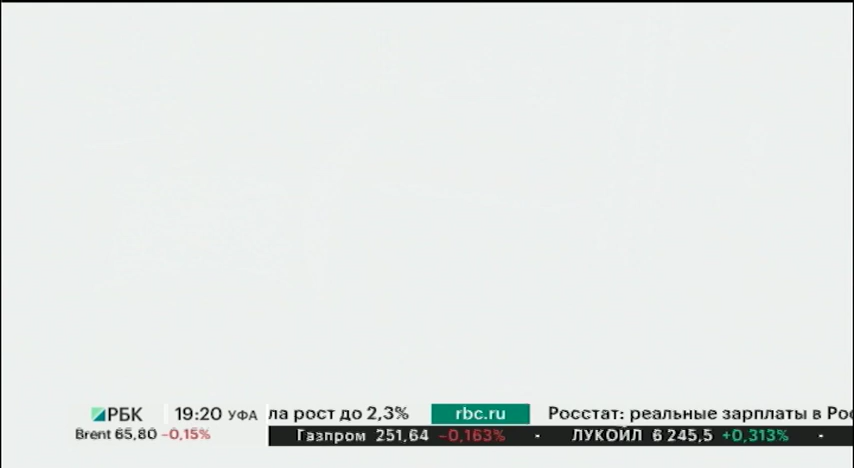 РБК 19:20 УФА ла рост до 2,3% rbc.ru Росстат: реальные зарплаты в Рос
Brent 65,80 −0,15% Газпром 251,64 −0,163% · ЛУКОЙЛ 6 245,5 +0,313% ·